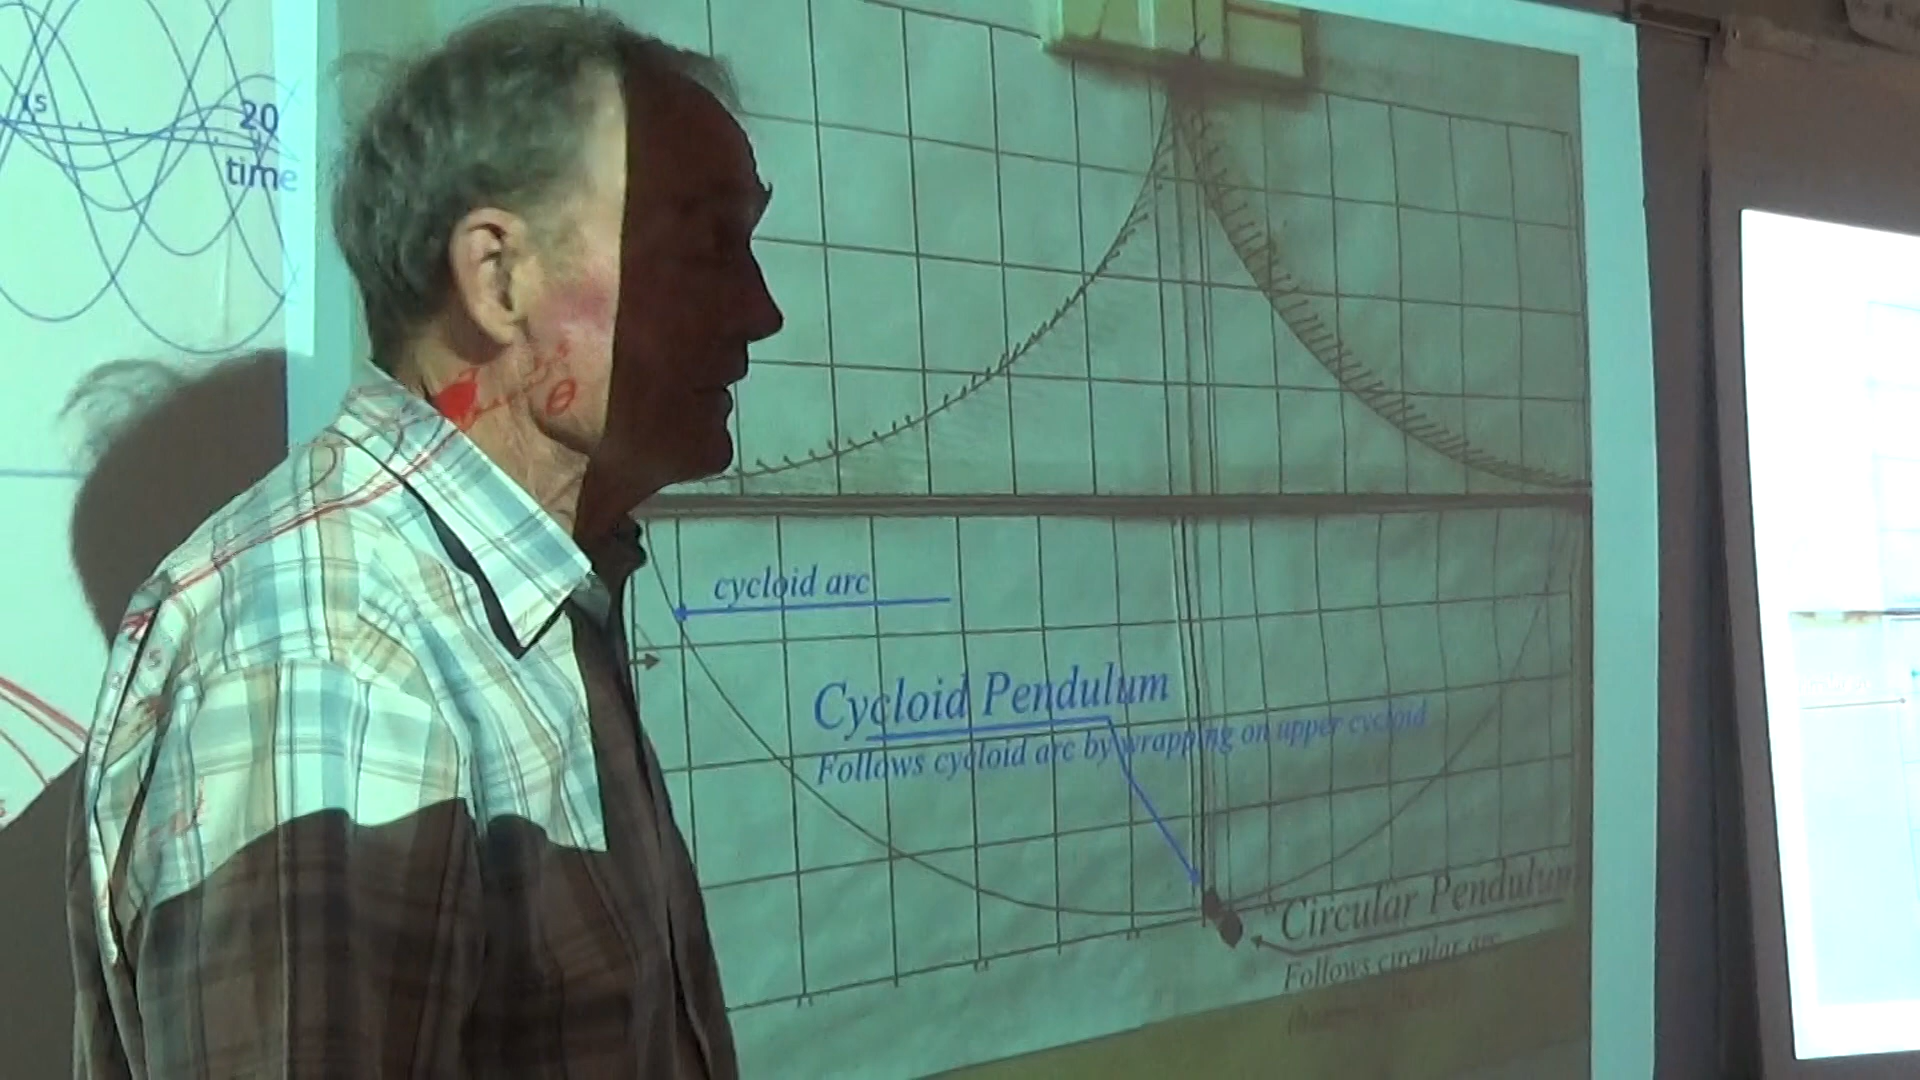 15
20
time
cycloid arc
Cycloid Pendulum
Follows cycloid arc by wrapping on upper cycloid
Circular Pendulum
Follows circular arc